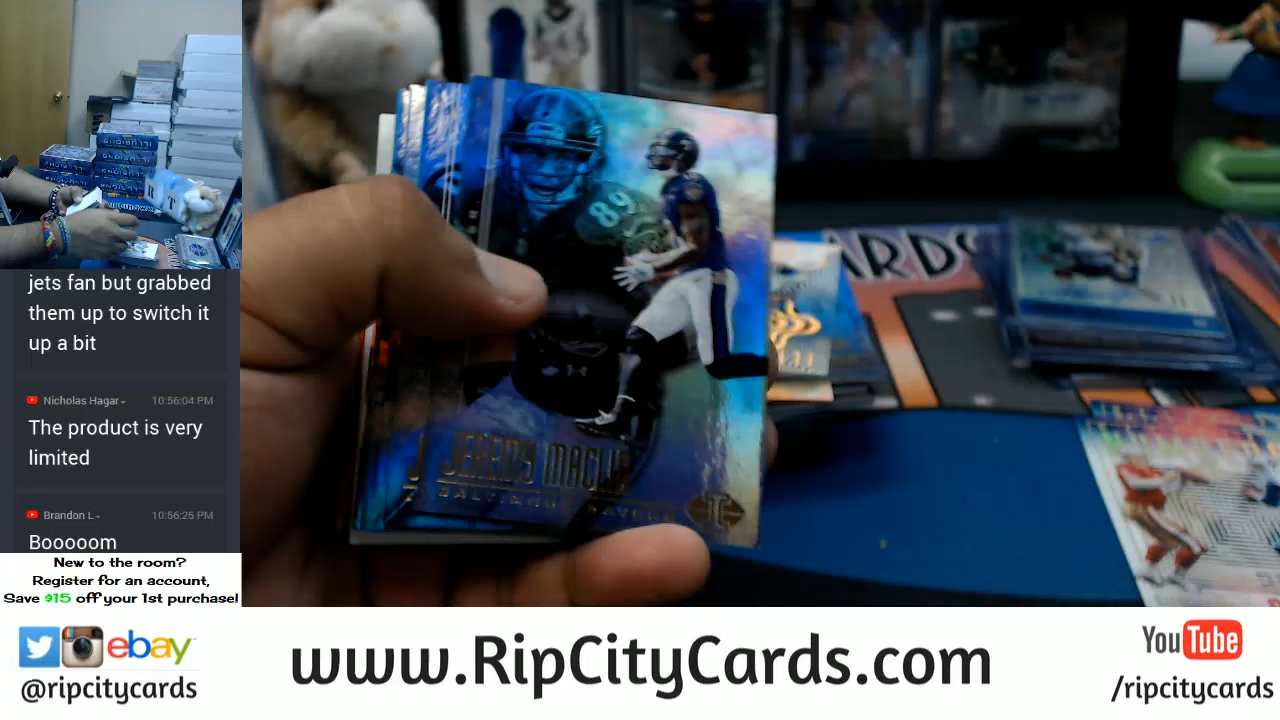 jets fan but grabbed
them up to switch it
up a bit
Nicholas Hagar
10:56:04 PM
The product is very
limited
Brandon L
10:56:25 PM
Booooom
New to the room?
Register for an account,
Save $15 off your 1st purchase!
89
JEREMY MACLIN
BALTIMORE RAVENS
ARDS
ebay
@ripcitycards
www.RipCityCards.com
YouTube
/ripcitycards